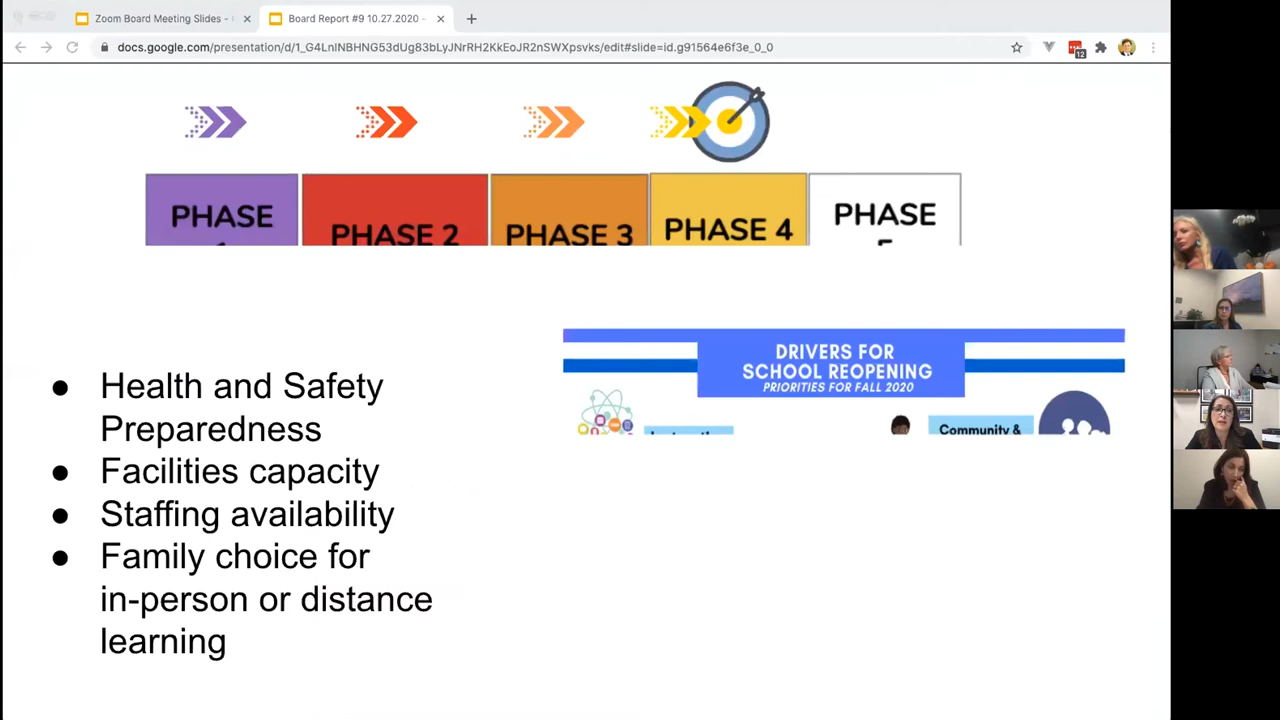 Zoom Board Meeting Slides -
Board Report #9 10.27.2020 -
docs.google.com/presentation/d/1_G4LnlNBHNG53dUg83bLyJNrRH2KkEoJR2nSWXpsvks/edit#slide=id.g91564e6f3e_0_0
12
PHASE
PHASE 2
PHASE 3
PHASE 4
PHASE
DRIVERS FOR
SCHOOL REOPENING
PRIORITIES FOR FALL 2020
Community &
● Health and Safety
Preparedness
● Facilities capacity
● Staffing availability
● Family choice for
in-person or distance
learning